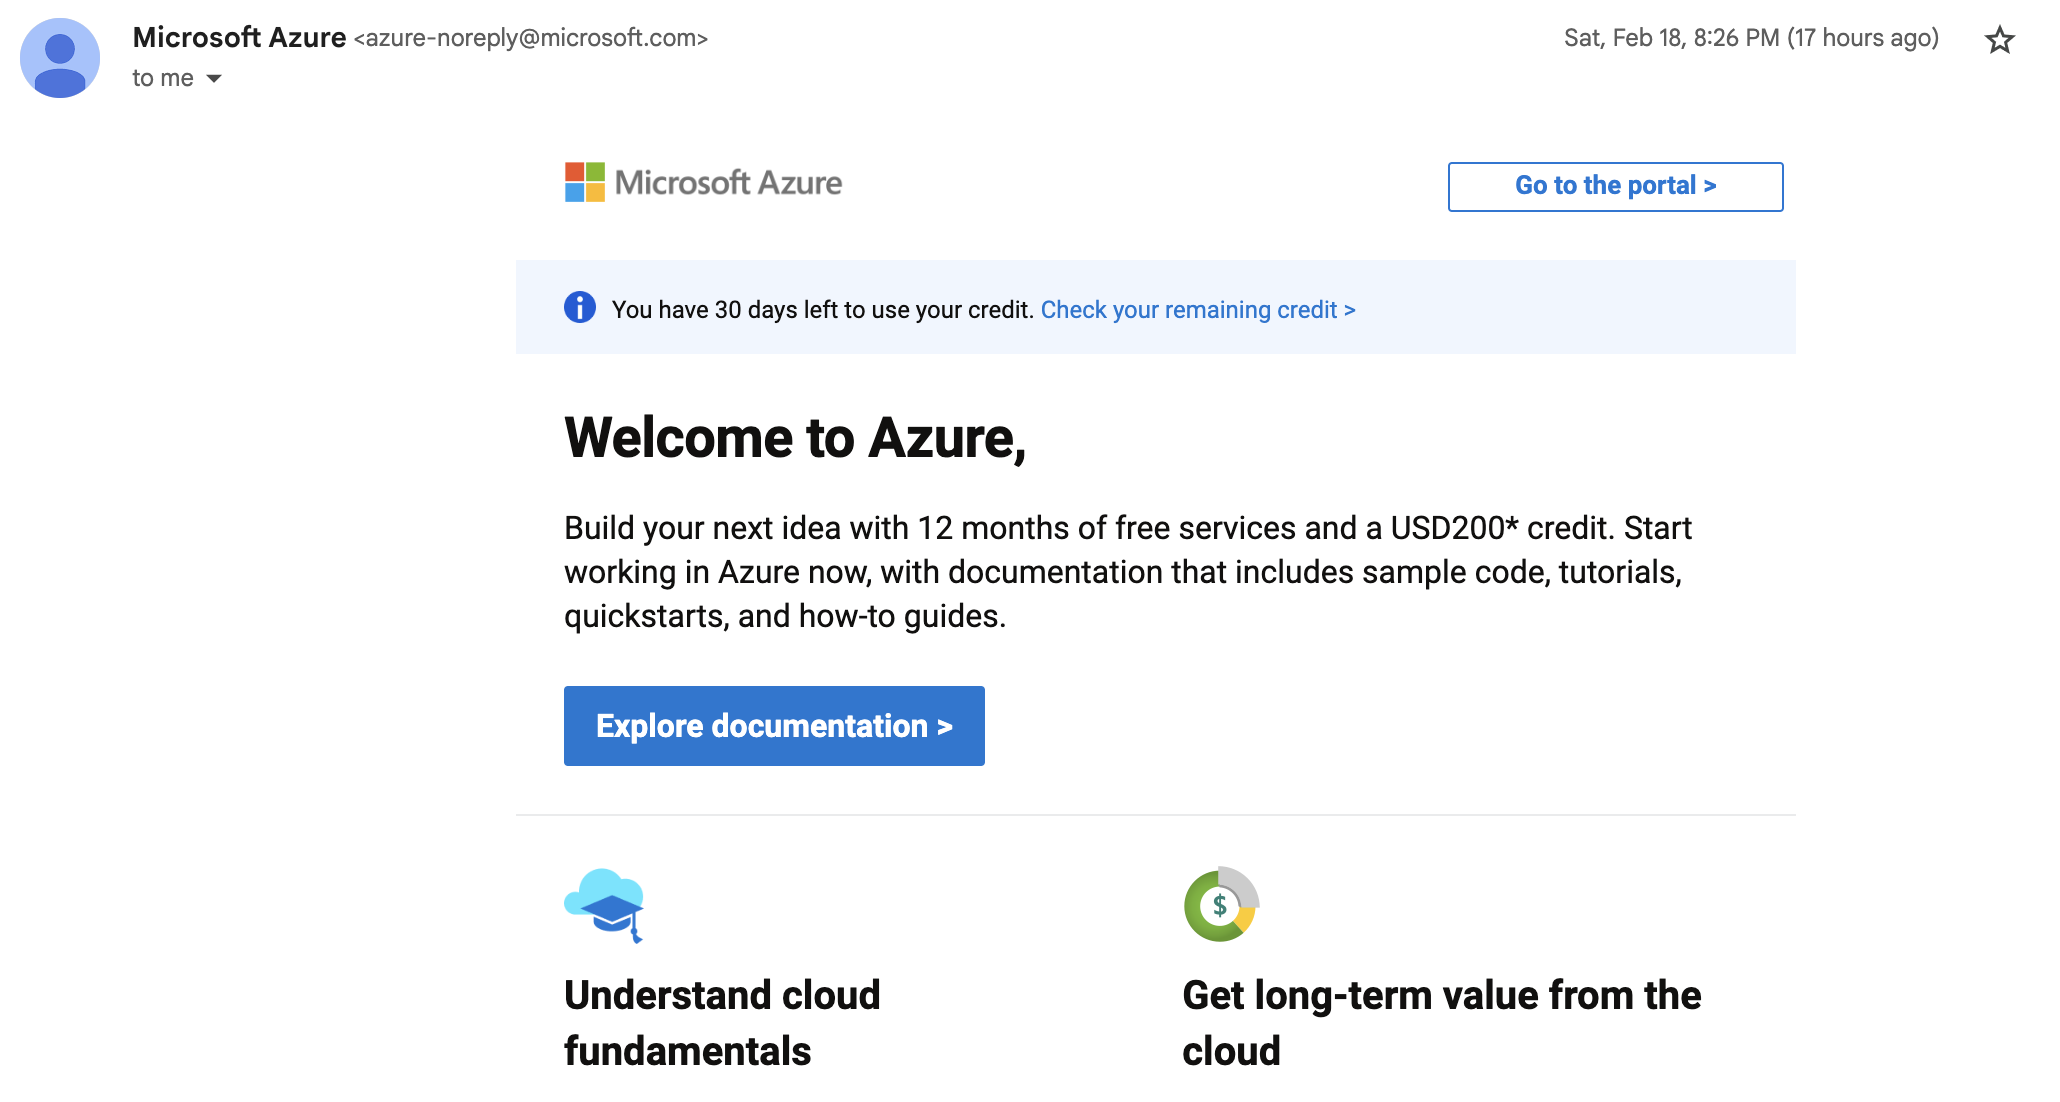 Microsoft Azure <azure-noreply@microsoft.com>
Sat, Feb 18, 8:26 PM (17 hours ago)
to me
Microsoft Azure
Go to the portal >
You have 30 days left to use your credit. Check your remaining credit >
Welcome to Azure,
Build your next idea with 12 months of free services and a USD200* credit. Start
working in Azure now, with documentation that includes sample code, tutorials,
quickstarts, and how-to guides.
Explore documentation >
$
Understand cloud
fundamentals
Get long-term value from the
cloud